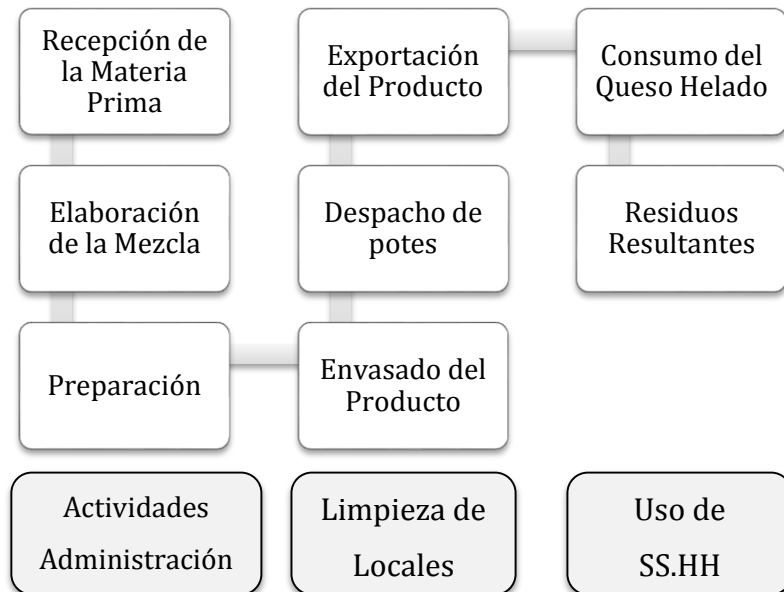 Recepción de
la Materia
Prima
Elaboración
de la Mezcla
Preparación
Envasado del
Producto
Despacho de
potes
Exportación
del Producto
Consumo del
Queso Helado
Residuos
Resultantes
Actividades
Administración
Limpieza de
Locales
Uso de
SS.HH